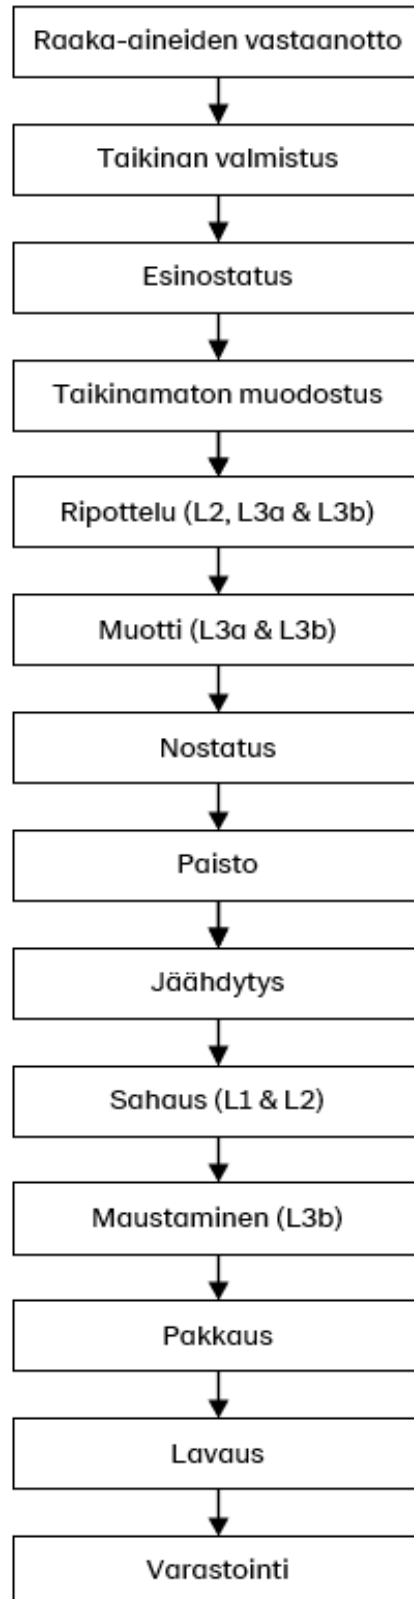 Raaka-aineiden vastaanotto
Taikinan valmistus
Esinostatus
Taikinamaton muodostus
Ripottelu (L2, L3a & L3b)
Muotti (L3a & L3b)
Nostatus
Paisto
Jäähdytys
Sahaus (L1 & L2)
Maustaminen (L3b)
Pakkaus
Lavaus
Varastointi